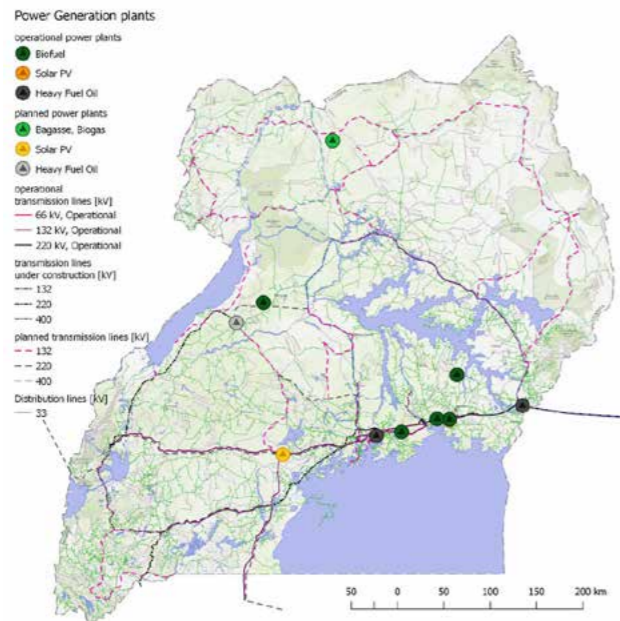 Power Generation plants
operational power plants
Biofuel
Solar PV
Heavy Fuel Oil
planned power plants
Bagasse, Biogas
Solar PV
Heavy Fuel Oil
operational
transmission lines [kV]
66 kV, Operational
132 kV, Operational
220 kV, Operational
transmission lines
under construction [kV]
132
220
400
planned transmission lines [kV]
132
220
400
Distribution lines [kV]
33
50 0 50 100 150 200 km